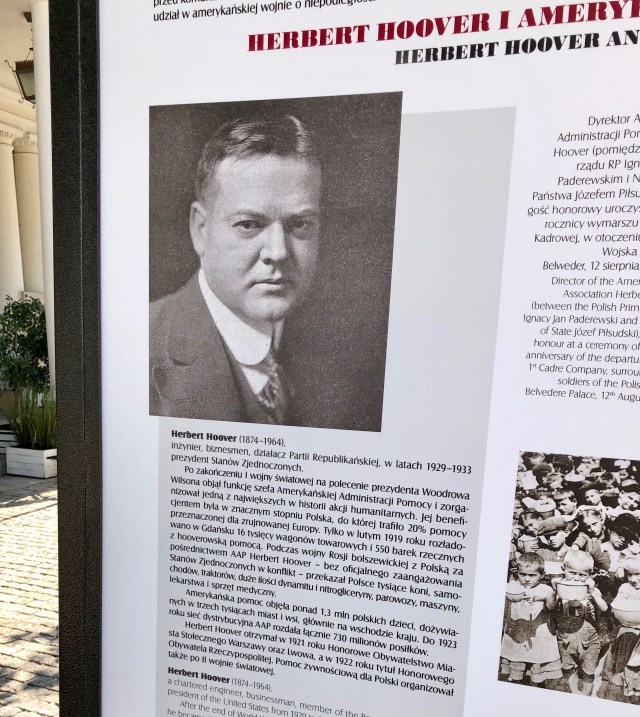 udział w amerykańskiej wojnie o niepodległość
HERBERT HOOVER I AMERYK
HERBERT HOOVER AN
Dyrektor A
Administracji Po
Hoover (pomiędz
rządu RP Ign
Paderewskim i N
Państwa Józefem Piłsu
gość honorowy uroczys
rocznicy wymarszu
Kadrowej, w otoczeniu
Wojska
Belweder, 12 sierpnia
Director of the Amer
Association Herbe
(between the Polish Prim
Ignacy Jan Paderewski and
of State Józef Piłsudski),
honour at a ceremony of
anniversary of the departu
1st Cadre Company, surrou
soldiers of the Polis
Belvedere Palace, 12th Augu
Herbert Hoover (1874–1964),
inżynier, biznesmen, działacz Partii Republikańskiej, w latach 1929–1933
prezydent Stanów Zjednoczonych.
Po zakończeniu I wojny światowej na polecenie prezydenta Woodrowa
Wilsona objął funkcję szefa Amerykańskiej Administracji Pomocy i zorga-
nizował jedną z największych w historii akcji humanitarnych. Jej benefi-
cjentem była w znacznym stopniu Polska, do której trafiło 20% pomocy
przeznaczonej dla zrujnowanej Europy. Tylko w lutym 1919 roku rozłado-
wano w Gdańsku 16 tysięcy wagonów towarowych i 550 barek rzecznych
z hooverowską pomocą. Podczas wojny Rosji bolszewickiej z Polską za
pośrednictwem AAP Herbert Hoover – bez oficjalnego zaangażowania
Stanów Zjednoczonych w konflikt – przekazał Polsce tysiące koni, samo-
chodów, traktorów, duże ilości dynamitu i nitrogliceryny, parowozy, maszyny,
lekarstwa i sprzęt medyczny.
Amerykańska pomoc objęła ponad 1,3 mln polskich dzieci, dożywia-
nych w trzech tysiącach miast i wsi, głównie na wschodzie kraju. Do 1923
roku sieć dystrybucyjna AAP rozdała łącznie 730 milionów posiłków.
Herbert Hoover otrzymał w 1921 roku Honorowe Obywatelstwo Mia-
sta Stołecznego Warszawy oraz Lwowa, a w 1922 roku tytuł Honorowego
Obywatela Rzeczypospolitej. Pomoc żywnościową dla Polski organizował
także po II wojnie światowej.
Herbert Hoover (1874–1964),
a chartered engineer, businessman, member of the Re
president of the United States from 1929 to
After the end of World
he became